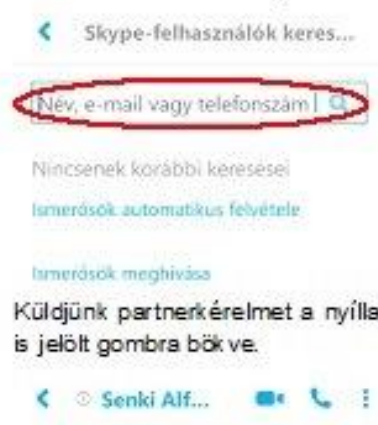 Skype-felhasználók keres...
Név, e-mail vagy telefonszám
Nincsenek korábbi keresései
Ismerősök automatikus felvétele
Ismerősök meghívása
Küldjünk partnerkérelmet a nyílla
is jelölt gombra bökve.
Senki Alf...